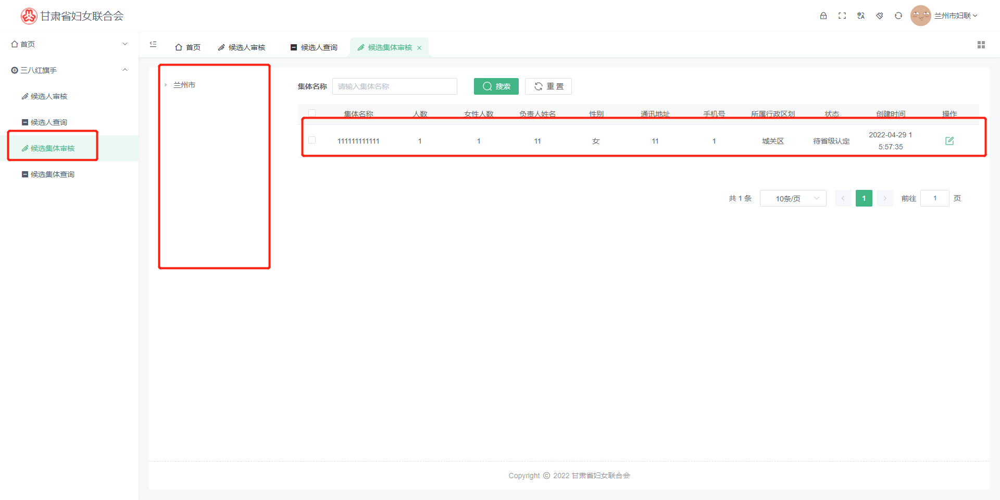 甘肃省妇女联合会
兰州市妇联
首页
三八红旗手
候选人审核
候选人查询
候选集体审核
候选集体查询
首页 候选人审核 候选人查询 候选集体审核
兰州市
集体名称 请输入集体名称 搜索 重 置
集体名称 人数 女性人数 负责人姓名 性别 通讯地址 手机号 所属行政区划 状态 创建时间 操作
111111111111 1 1 11 女 11 1 城关区 待省级认定 2022-04-29 1
5:57:35
共 1 条 10条/页 1 前往 1 页
Copyright © 2022 甘肃省妇女联合会